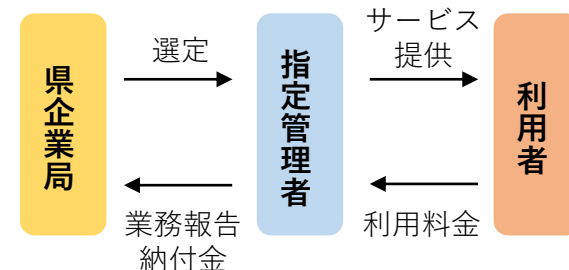 県企業局
選定
業務報告
納付金
指定管理者
サービス
提供
利用料金
利用者